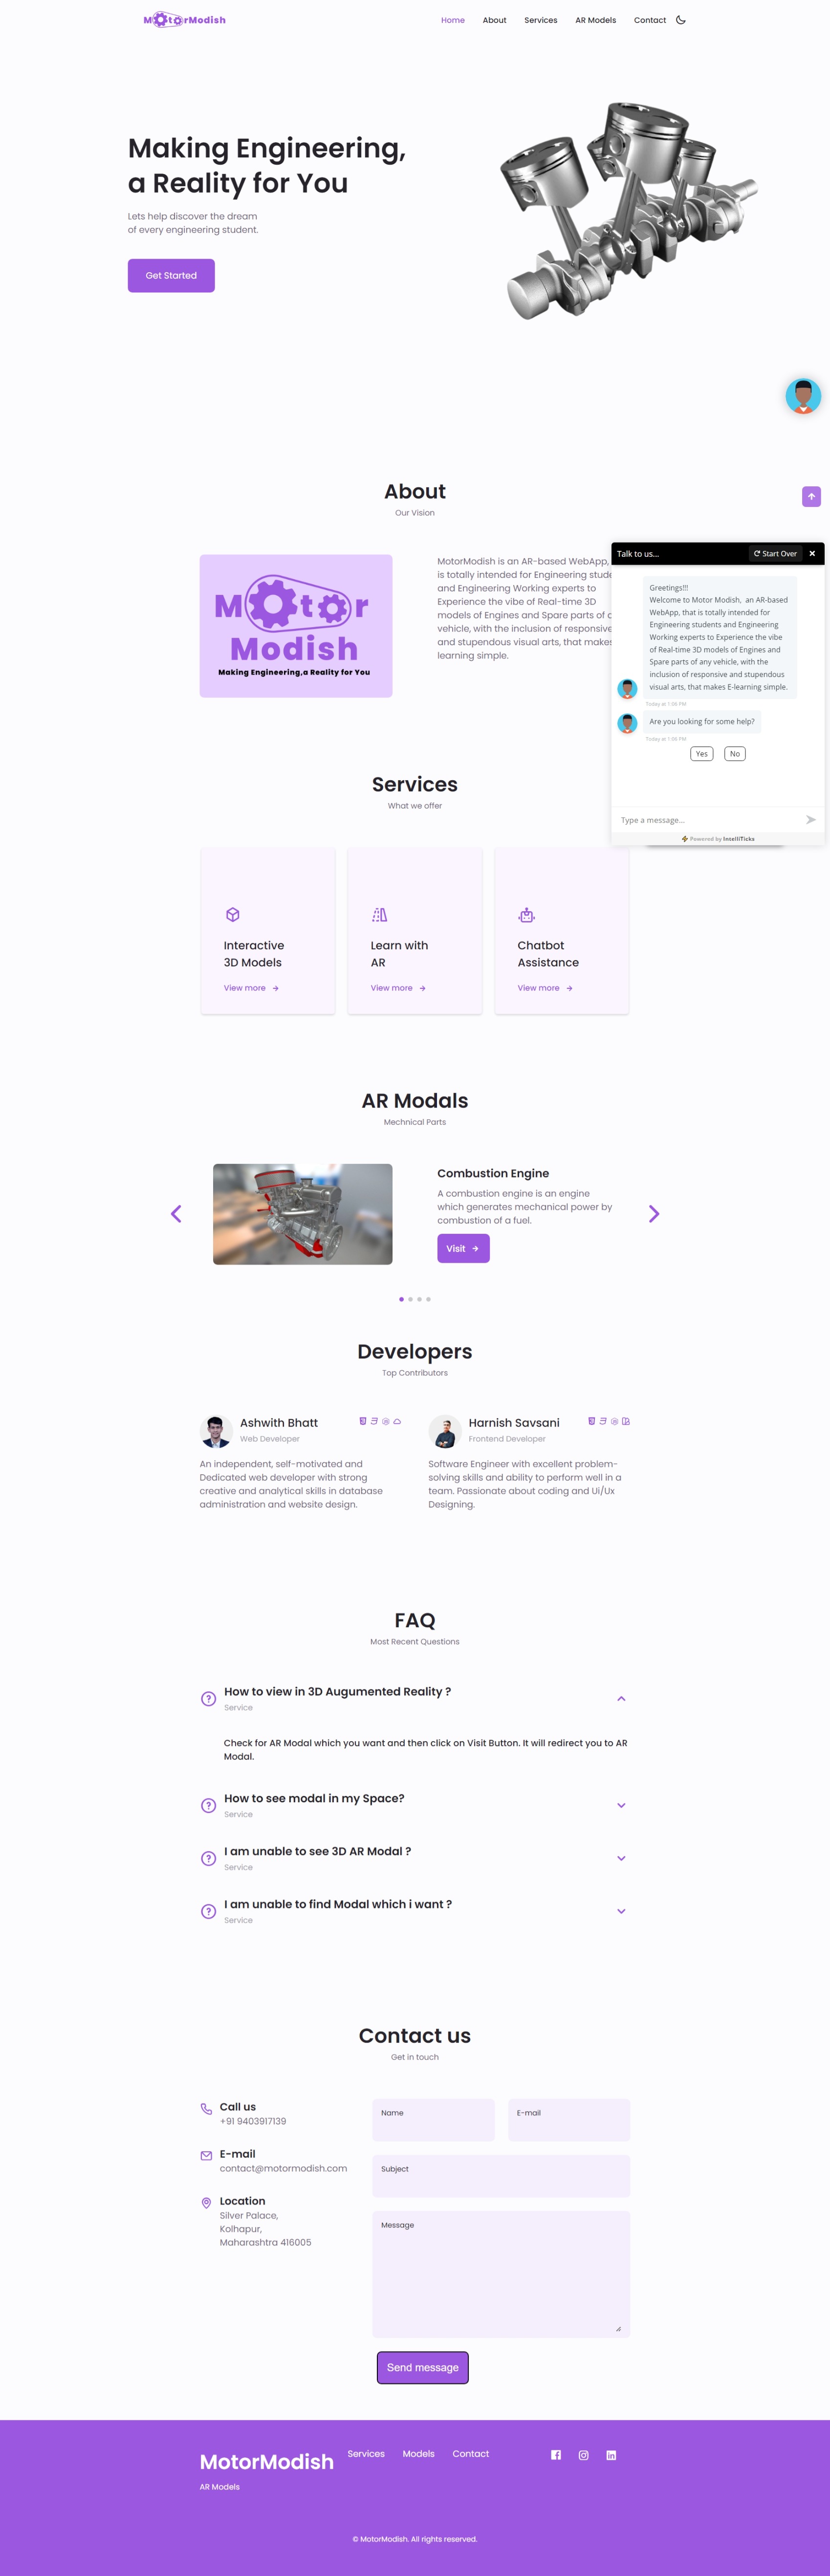 MotorModish
Home
About
Services
AR Models
Contact
Making Engineering,
a Reality for You
Lets help discover the dream
of every engineering student.
Get Started
About
Our Vision
Motor
Modish
Making Engineering,a Reality for You
MotorModish is an AR-based WebApp,
is totally intended for Engineering stude
and Engineering Working experts to
Experience the vibe of Real-time 3D
models of Engines and Spare parts of
vehicle, with the inclusion of responsive
and stupendous visual arts, that makes
learning simple.
Talk to us...
Start Over
Greetings!!!
Welcome to Motor Modish, an AR-based
WebApp, that is totally intended for
Engineering students and Engineering
Working experts to Experience the vibe
of Real-time 3D models of Engines and
Spare parts of any vehicle, with the
inclusion of responsive and stupendous
visual arts, that makes E-learning simple.
Today at 1:08 PM
Are you looking for some help?
Today at 1:08 PM
Yes
No
Type a message...
Powered by IntelliTicks
Services
What we offer
Interactive
3D Models
View more
Learn with
AR
View more
Chatbot
Assistance
View more
AR Modals
Mechnical Parts
Combustion Engine
A combustion engine is an engine
which generates mechanical power by
combustion of a fuel.
Visit
Developers
Top Contributors
Ashwith Bhatt
Web Developer
An independent, self-motivated and
Dedicated web developer with strong
creative and analytical skills in database
administration and website design.
Harnish Savsani
Frontend Developer
Software Engineer with excellent problem-
solving skills and ability to perform well in a
team. Passionate about coding and Ui/Ux
Designing.
FAQ
Most Recent Questions
How to view in 3D Augumented Reality ?
Service
Check for AR Modal which you want and then click on Visit Button. It will redirect you to AR
Modal.
How to see modal in my Space?
Service
I am unable to see 3D AR Modal ?
Service
I am unable to find Modal which i want ?
Service
Contact us
Get in touch
Call us
+91 9403917139
E-mail
contact@motormodish.com
Location
Silver Palace,
Kolhapur,
Maharashtra 416005
Name
E-mail
Subject
Message
Send message
MotorModish
AR Models
Services
Models
Contact
© MotorModish. All rights reserved.